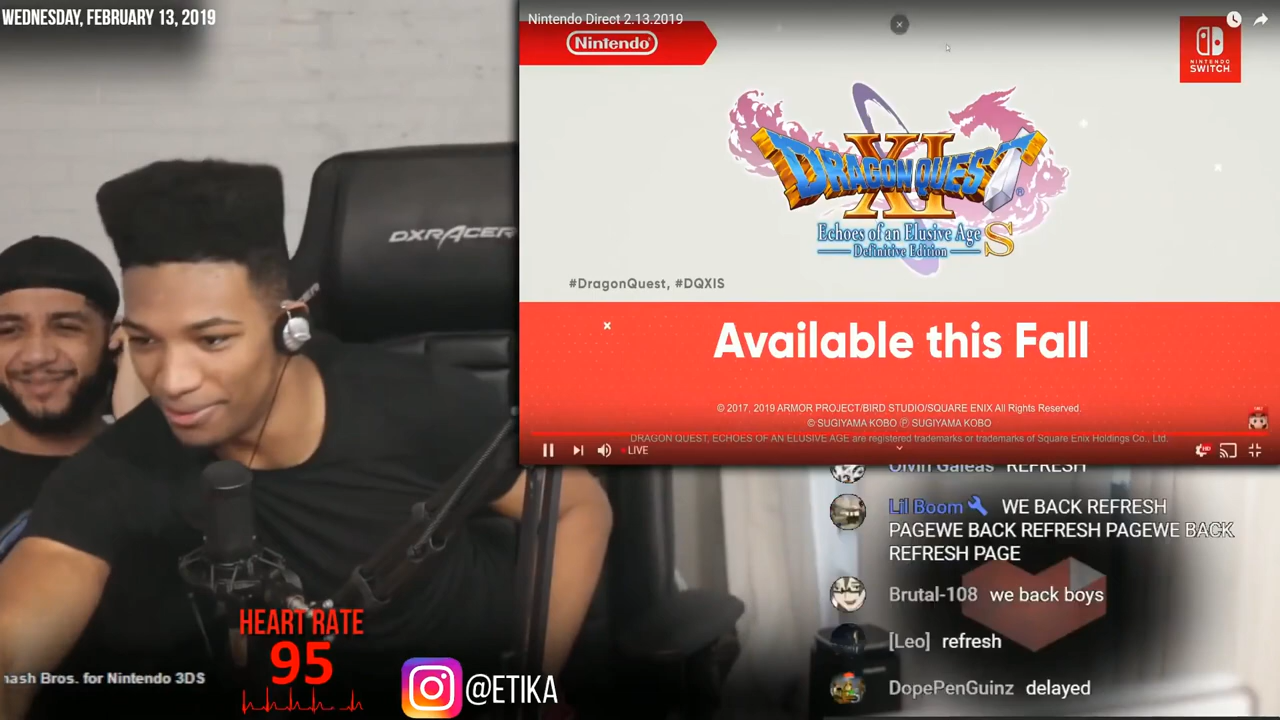 WEDNESDAY, FEBRUARY 13, 2019
Nintendo Direct 2.13.2019
Nintendo
NINTENDO
SWITCH
DRAGON QUEST
XI
Echoes of an Elusive Age
S
Definitive Edition
#DragonQuest, #DQXIS
Available this Fall
© 2017, 2019 ARMOR PROJECT/BIRD STUDIO/SQUARE ENIX All Rights Reserved.
© SUGIYAMA KOBO ℗ SUGIYAMA KOBO
DRAGON QUEST, ECHOES OF AN ELUSIVE AGE are registered trademarks or trademarks of Square Enix Holdings Co., Ltd.
LIVE
HD
DXRACER
Olvin Galeas REFRESH
Lil Boom WE BACK REFRESH
PAGEWE BACK REFRESH PAGEWE BACK
REFRESH PAGE
Brutal-108 we back boys
[Leo] refresh
DopePenGuinz delayed
HEART RATE
95
mash Bros. for Nintendo 3DS
@ETIKA